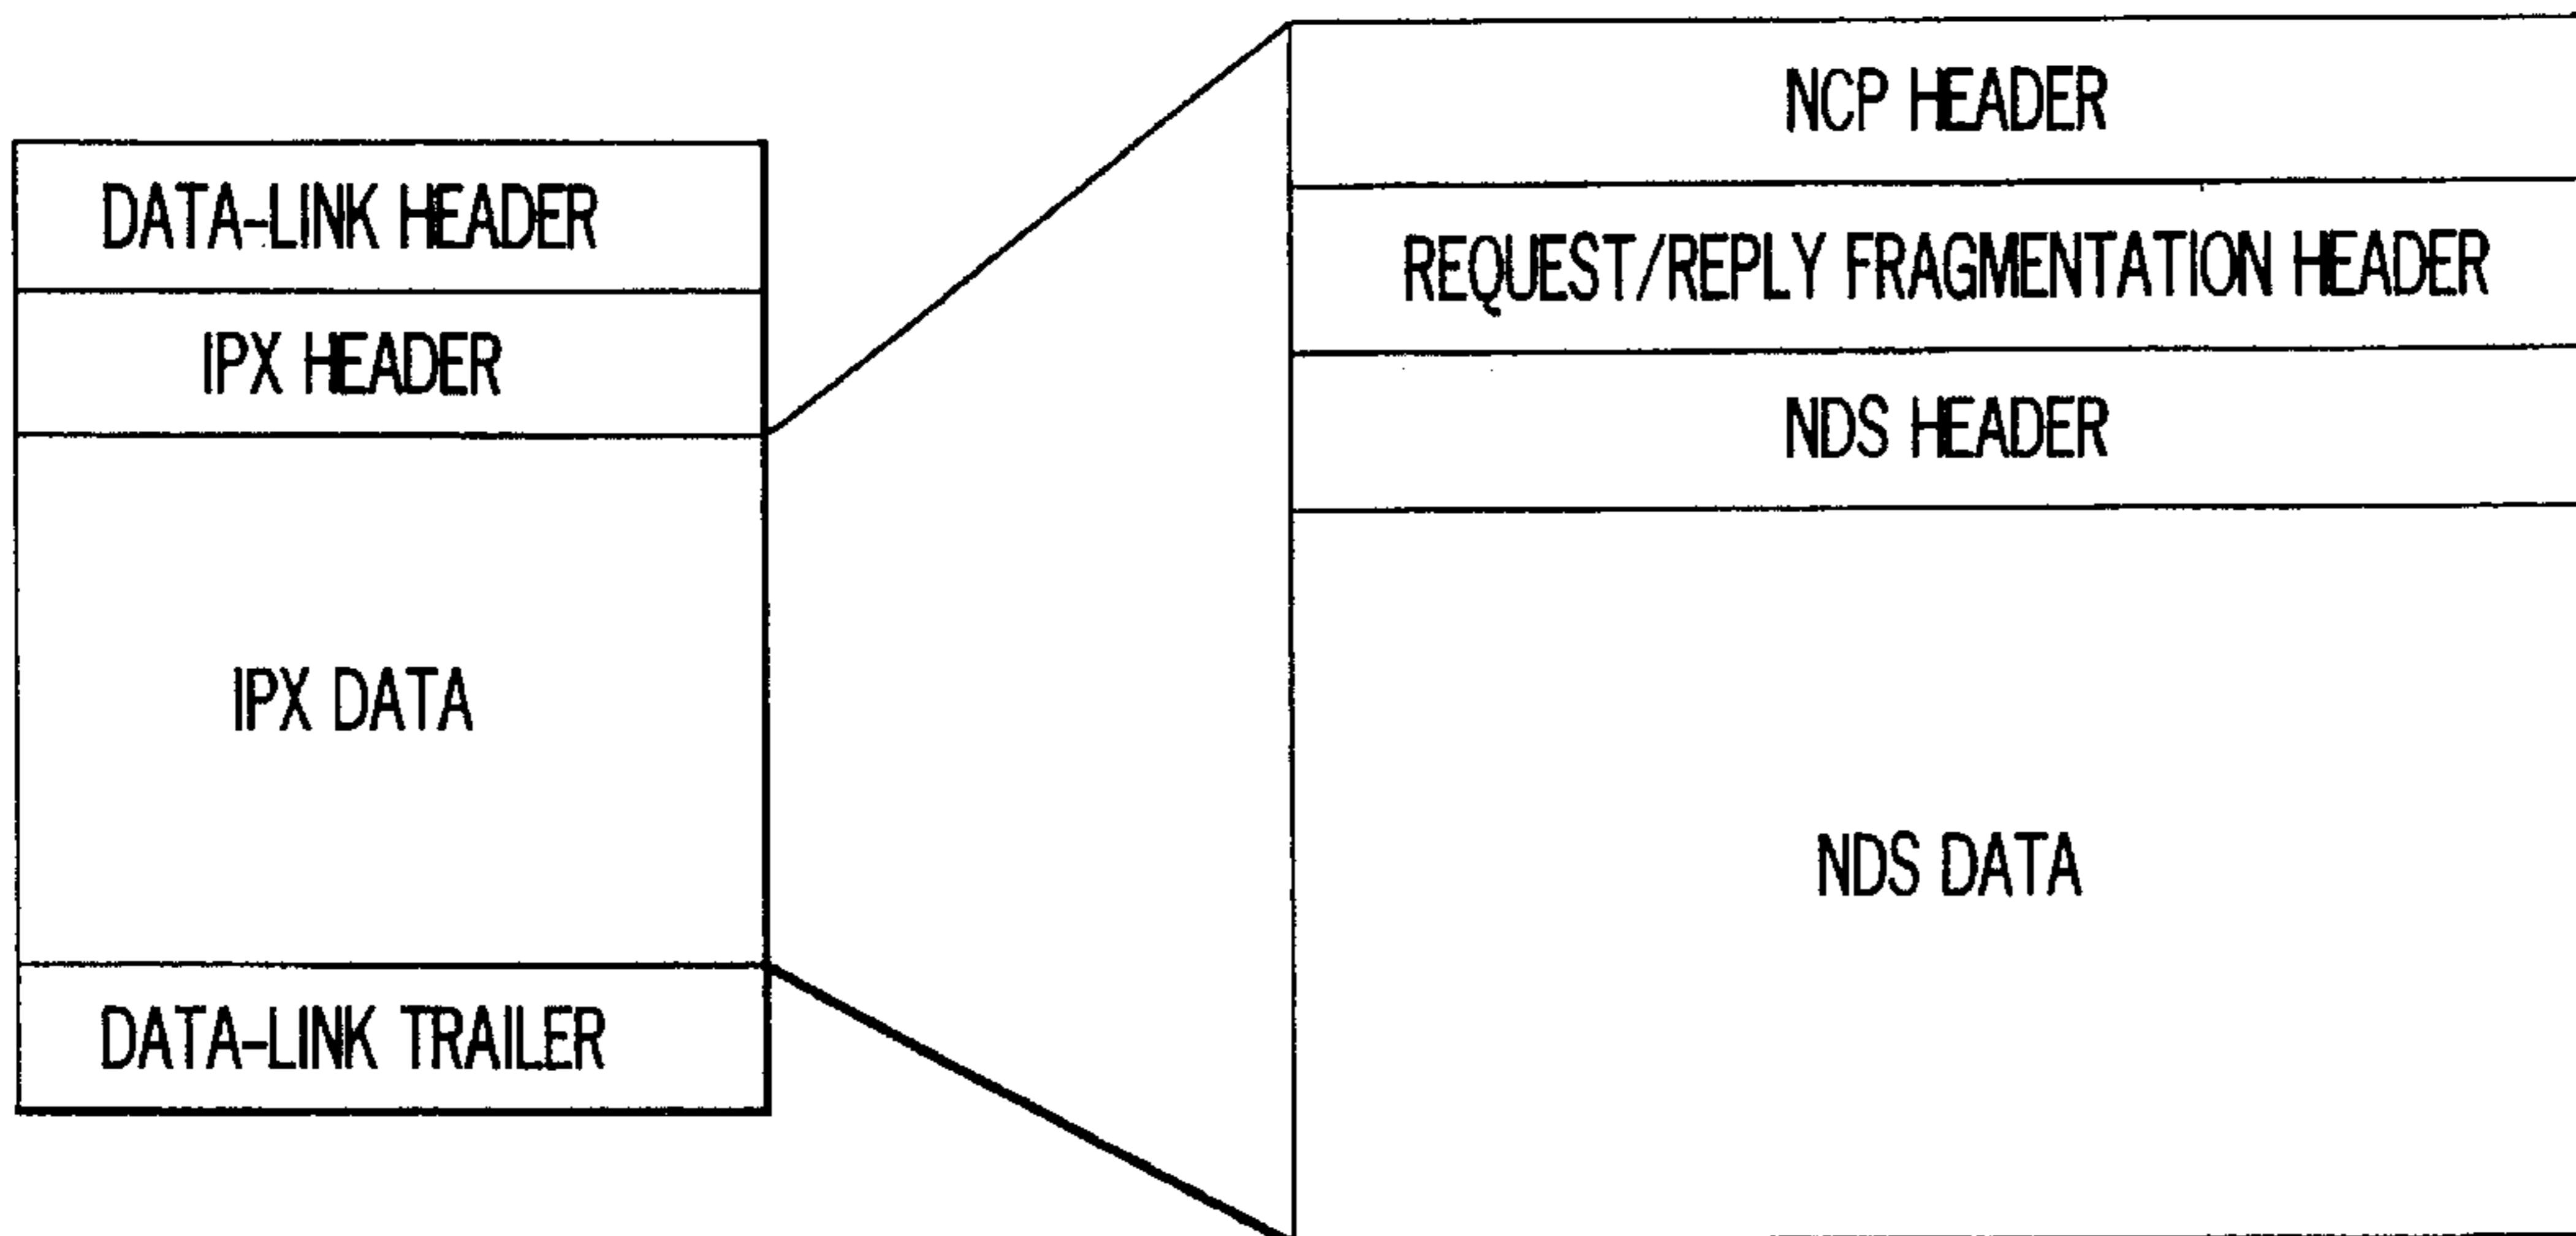 DATA-LINK HEADER
IPX HEADER
IPX DATA
DATA-LINK TRAILER
NCP HEADER
REQUEST/REPLY FRAGMENTATION HEADER
NDS HEADER
NDS DATA